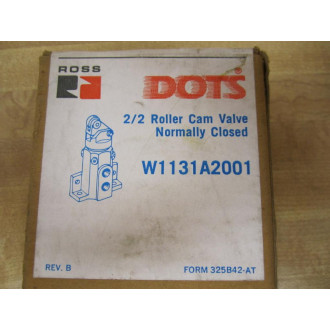 ROSS
DOTS
2/2 Roller Cam Valve
Normally Closed
W1131A2001
REV. B
FORM 325B42-AT